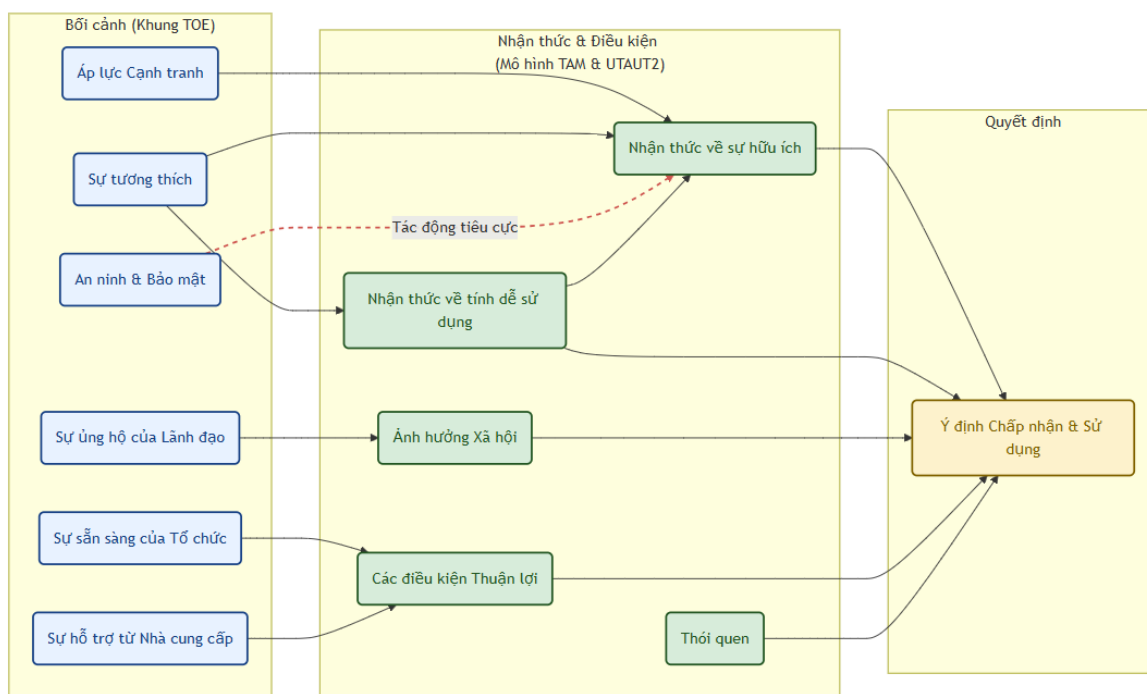 Bối cảnh (Khung TOE)
Áp lực Cạnh tranh
Sự tương thích
An ninh & Bảo mật
Sự ủng hộ của Lãnh đạo
Sự sẵn sàng của Tổ chức
Sự hỗ trợ từ Nhà cung cấp
Nhận thức & Điều kiện
(Mô hình TAM & UTAUT2)
Nhận thức về sự hữu ích
Tác động tiêu cực
Nhận thức về tính dễ sử
dụng
Ảnh hưởng Xã hội
Các điều kiện Thuận lợi
Thói quen
Quyết định
Ý định Chấp nhận & Sử
dụng